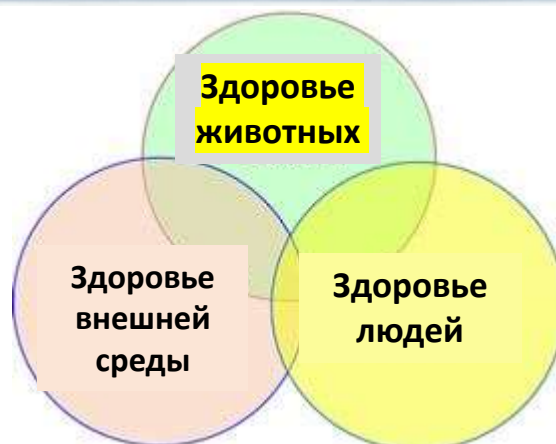 Здоровье
животных
Здоровье
внешней
среды
Здоровье
людей